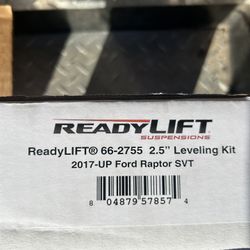 READYLIFT
SUSPENSIONS
ReadyLIFT® 66-2755 2.5" Leveling Kit
2017-UP Ford Raptor SVT
8 04879 57857 4